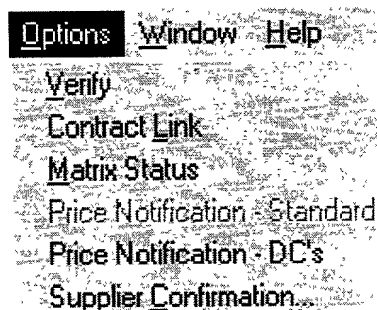 Options Window Help
Verify
Contract Link
Matrix Status
Price Notification - Standard
Price Notification - DC's
Supplier Confirmation...